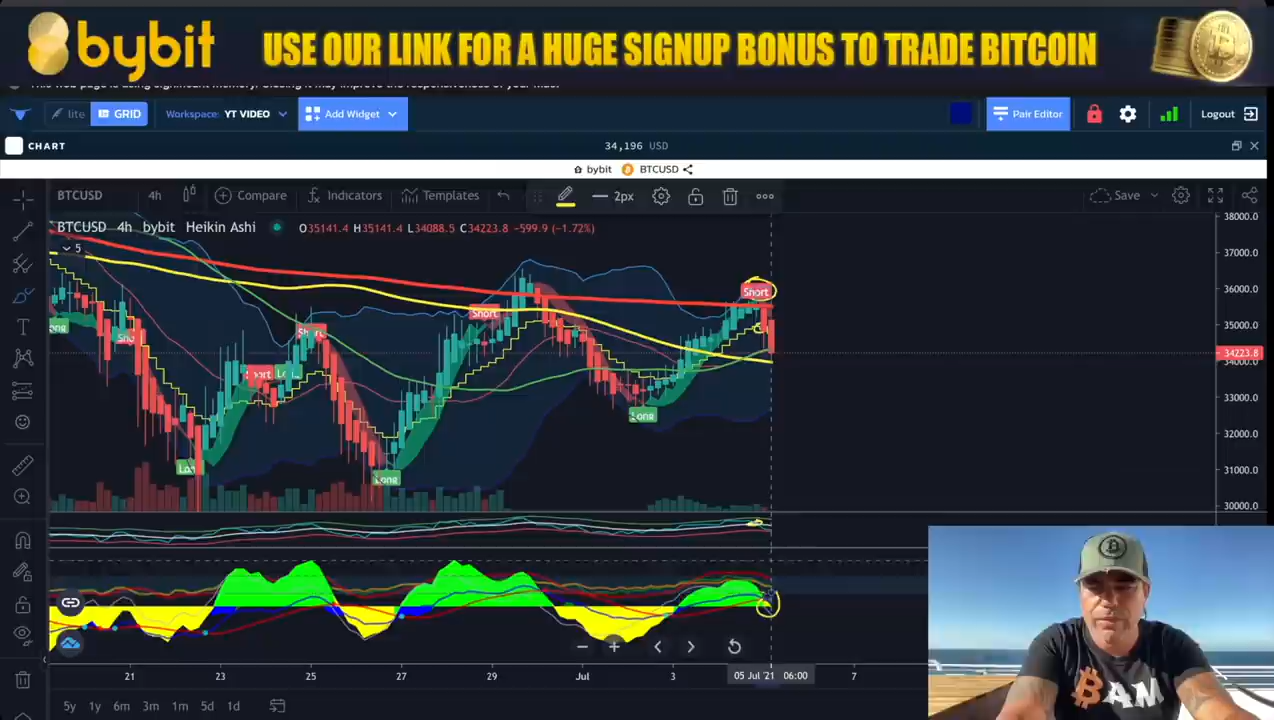 bybit USE OUR LINK FOR A HUGE SIGNUP BONUS TO TRADE BITCOIN
lite GRID Workspace: YT VIDEO Add Widget Pair Editor Logout
CHART 34,196 USD
bybit BTCUSD
BTCUSD 4h Compare Indicators Templates 2px Save
BTCUSD 4h bybit Heikin Ashi O35141.4 H35141.4 L34088.5 C34223.8 -599.9 (-1.72%)
5
38000.0
37000.0
36000.0
35000.0
34223.8
34000.0
33000.0
32000.0
31000.0
30000.0
Short
Short
Short
Long
Long
21 23 25 27 29 Jul 3 05 Jul '21 06:00 7
5y 1y 6m 3m 1m 5d 1d
BAM